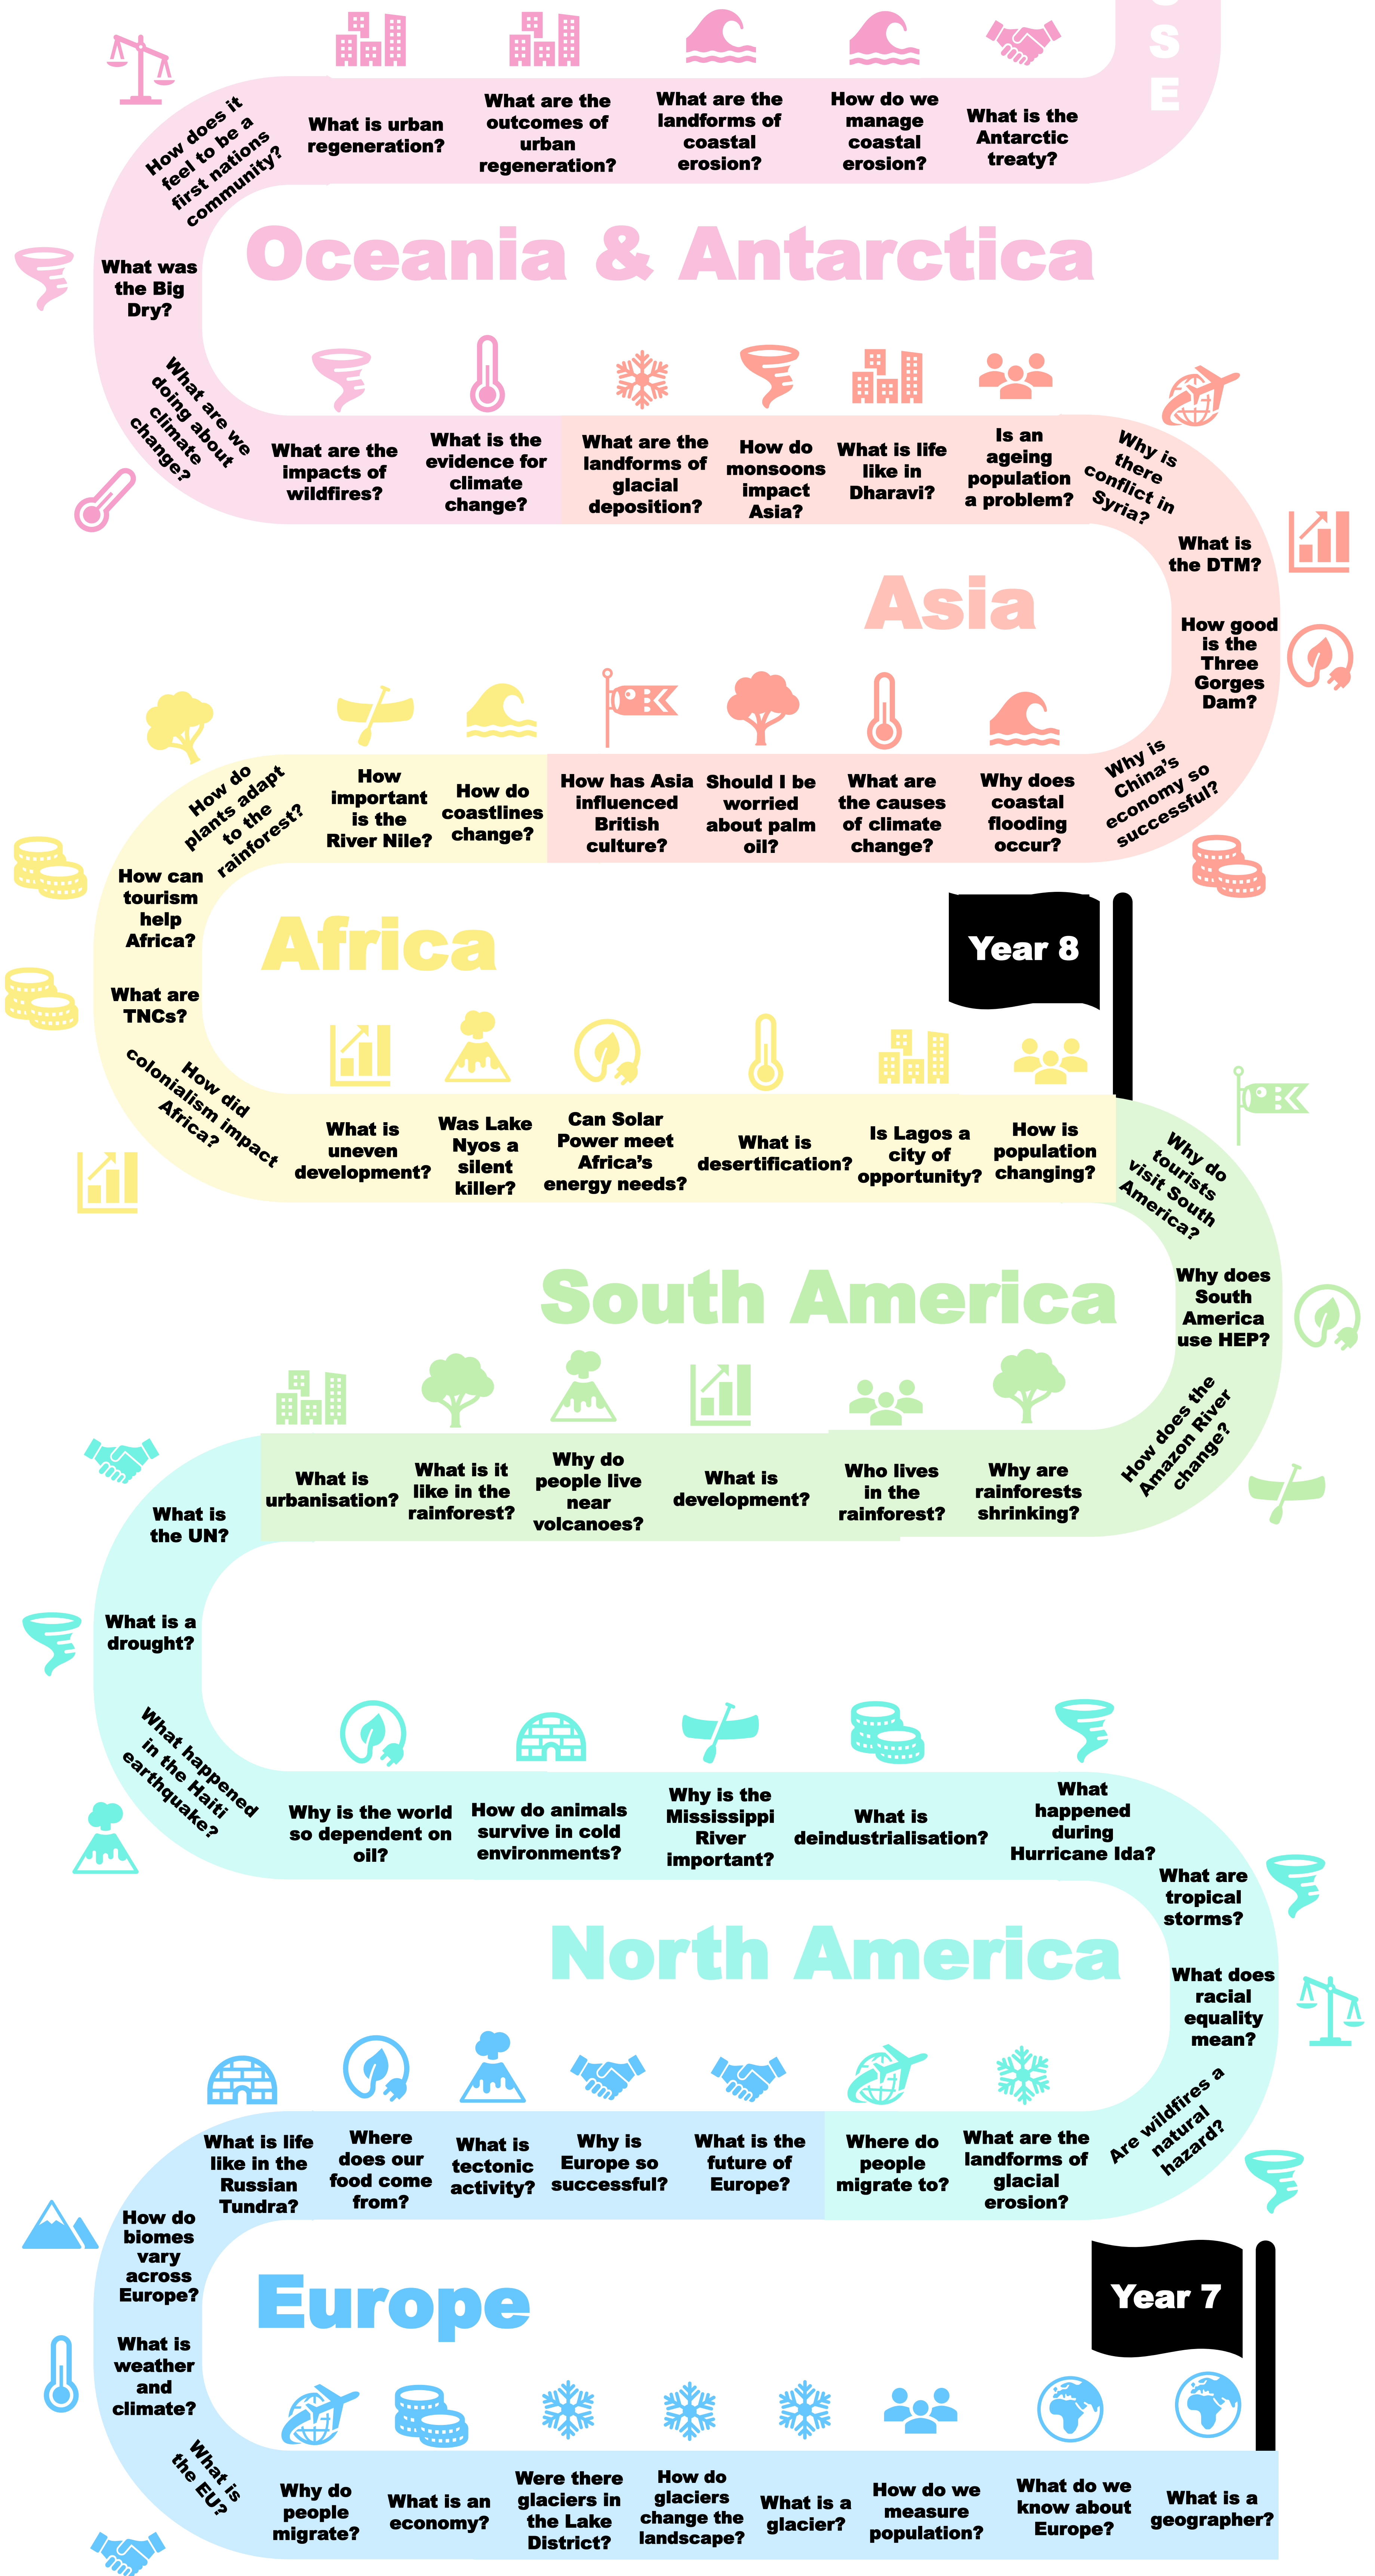 S
E
How does it
feel to be a
first nations
community?
What is urban
regeneration?
What are the
outcomes of
urban
regeneration?
What are the
landforms of
coastal
erosion?
How do we
manage
coastal
erosion?
What is the
Antarctic
treaty?
Oceania & Antarctica
What was
the Big
Dry?
What are we
doing about
climate
change?
What are the
impacts of
wildfires?
What is the
evidence for
climate
change?
What are the
landforms of
glacial
deposition?
How do
monsoons
impact
Asia?
What is life
like in
Dharavi?
Is an
ageing
population
a problem?
Why is
there
conflict in
Syria?
What is
the DTM?
Asia
How good
is the
Three
Gorges
Dam?
Why is
China's
economy so
successful?
How do
plants adapt
to the
rainforest?
How
important
is the
River Nile?
How do
coastlines
change?
How has Asia
influenced
British
culture?
Should I be
worried
about palm
oil?
What are
the causes
of climate
change?
Why does
coastal
flooding
occur?
How can
tourism
help
Africa?
Africa
Year 8
What are
TNCs?
How did
colonialism impact
Africa?
What is
uneven
development?
Was Lake
Nyos a
silent
killer?
Can Solar
Power meet
Africa's
energy needs?
What is
desertification?
Is Lagos a
city of
opportunity?
How is
population
changing?
Why do
tourists
visit South
America?
South America
Why does
South
America
use HEP?
How does the
Amazon River
change?
What is
the UN?
What is
urbanisation?
What is it
like in the
rainforest?
Why do
people live
near
volcanoes?
What is
development?
Who lives
in the
rainforest?
Why are
rainforests
shrinking?
What is a
drought?
What happened
in the Haiti
earthquake?
Why is the world
so dependent on
oil?
How do animals
survive in cold
environments?
Why is the
Mississippi
River
important?
What is
deindustrialisation?
What
happened
during
Hurricane Ida?
What are
tropical
storms?
North America
What does
racial
equality
mean?
Are wildfires a
natural
hazard?
What is life
like in the
Russian
Tundra?
Where
does our
food come
from?
What is
tectonic
activity?
Why is
Europe so
successful?
What is the
future of
Europe?
Where do
people
migrate to?
What are the
landforms of
glacial
erosion?
How do
biomes
vary
across
Europe?
Europe
Year 7
What is
weather
and
climate?
What is
the EU?
Why do
people
migrate?
What is an
economy?
Were there
glaciers in
the Lake
District?
How do
glaciers
change the
landscape?
What is a
glacier?
How do we
measure
population?
What do we
know about
Europe?
What is a
geographer?